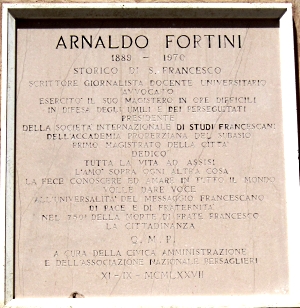 ARNALDO FORTINI
1889 - 1970
STORICO DI S. FRANCESCO
SCRITTORE GIORNALISTA DOCENTE UNIVERSITARIO
AVVOCATO
ESERCITÒ IL SUO MAGISTERO IN ORE DIFFICILI
IN DIFESA DEGLI UMILI E DEI PERSEGUITATI
PRESIDENTE
DELLA SOCIETÀ INTERNAZIONALE DI STUDI FRANCESCANI
DELL'ACCADEMIA PROPERZIANA DEL SUBASIO
PRIMO MAGISTRATO DELLA CITTÀ
DEDICÒ
TUTTA LA VITA AD ASSISI
L'AMÒ SOPRA OGNI ALTRA COSA
LA FECE CONOSCERE ED AMARE IN TUTTO IL MONDO
VOLLE DARE VOCE
ALL'UNIVERSALITÀ DEL MESSAGGIO FRANCESCANO
DI PACE E DI FRATERNITÀ
NEL 750I DELLA MORTE DI FRATE FRANCESCO
LA CITTADINANZA
Q. M. P.
A CURA DELLA CIVICA AMMINISTRAZIONE
E DELL'ASSOCIAZIONE NAZIONALE BERSAGLIERI
XI-IX-MCMLXXVII